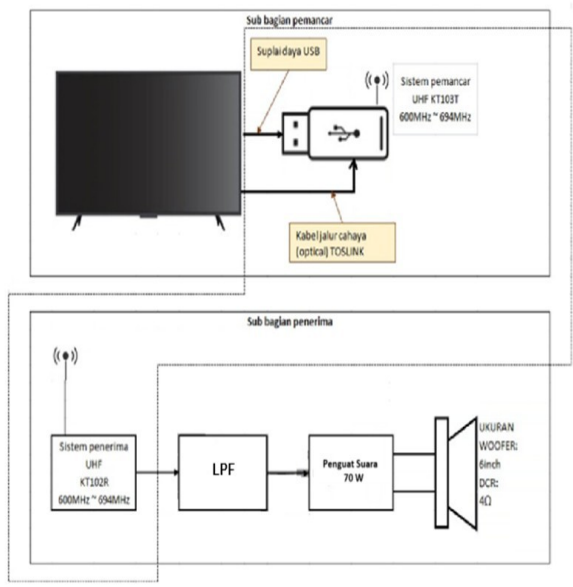 Sub bagian pemancar
Suplai daya USB
Sistem pemancar
UHF KT103T
600MHz ~ 694MHz
Kabel jalur cahaya
(optical) TOSLINK
Sub bagian penerima
Sistem penerima
UHF
KT102R
600MHz ~ 694MHz
LPF
Penguat Suara
70 W
UKURAN
WOOFER:
6inch
DCR:
4Ω